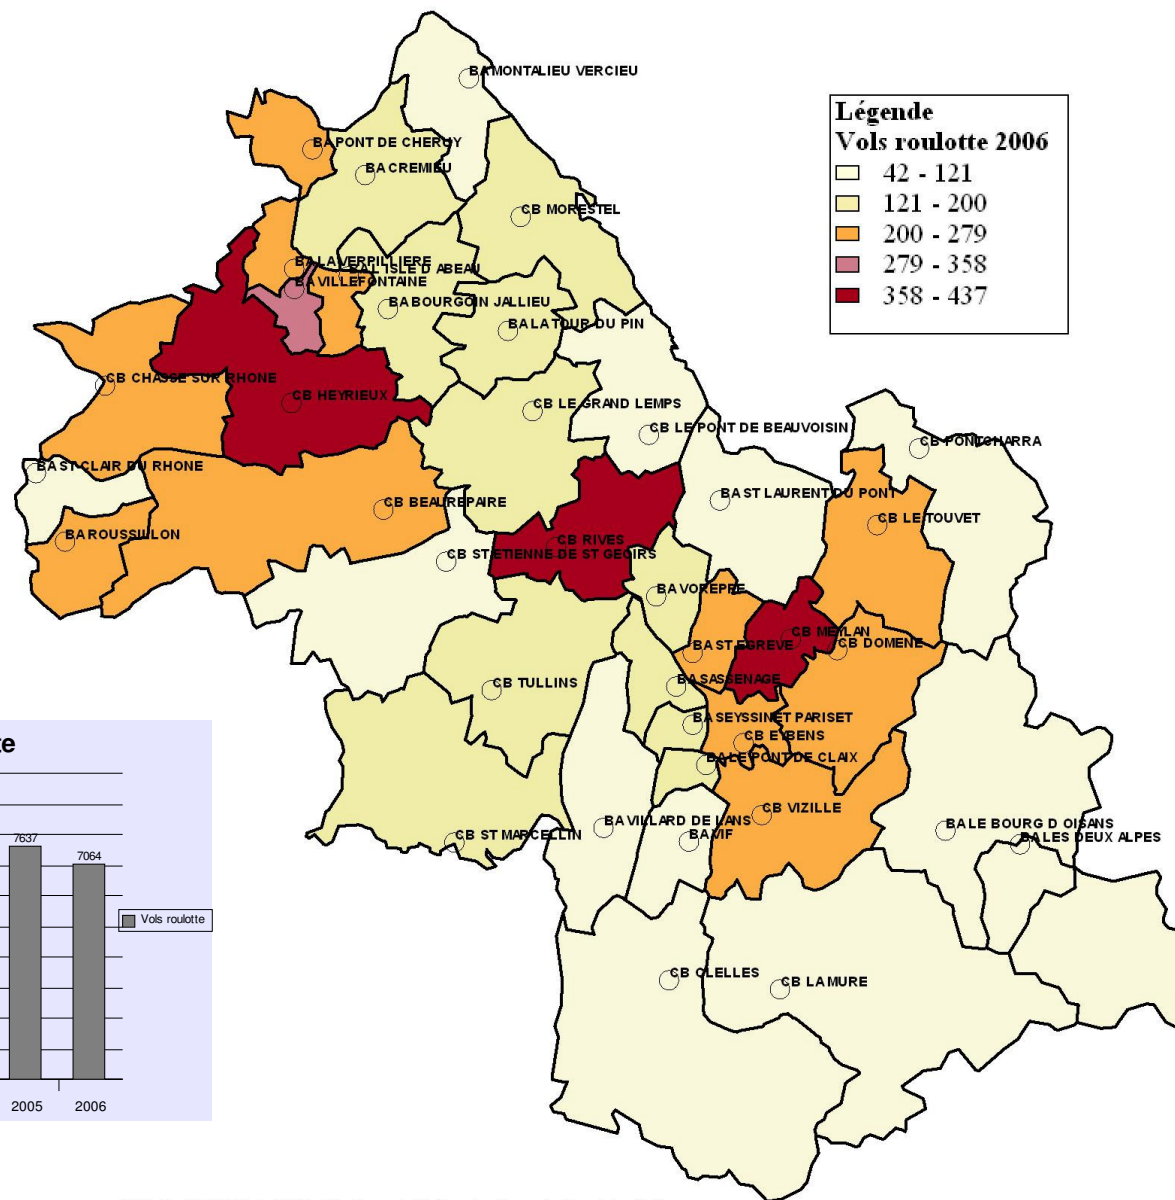 BA MONTALIEU VERCIEU
Légende
Vols roulotte 2006
42 - 121
121 - 200
200 - 279
279 - 358
358 - 437
BA PONT DE CHERUY
BA CREMIEU
CB MORESTEL
BA LA VERPILLIERE
BA L ISLE D ABEAU
BA VILLEFONTAINE
BA BOURGOIN JALLIEU
BA LA TOUR DU PIN
CB CHASSE SUR RHONE
CB HEYRIEUX
CB LE GRAND LEMPS
CB LE PONT DE BEAUVOISIN
CB PONTCHARRA
BA ST CLAIR DU RHONE
CB BEAUREPAIRE
BA ST LAURENT DU PONT
CB LE TOUVET
BA ROUSSILLON
CB RIVES
CB ST ETIENNE DE ST GEOIRS
BA VOREPPE
CB MEYLAN
BA ST EGREVE
CB DOMENE
CB TULLINS
BA SASSENAGE
BA SEYSSINET PARISET
CB EYBENS
BA LE PONT DE CLAIX
CB VIZILLE
BA VILLARD DE LANS
BA VIF
CB ST MARCELLIN
BA LE BOURG D OISANS
BA LES DEUX ALPES
CB CLELLES
CB LA MURE
te
7637
7064
Vols roulotte
2005
2006